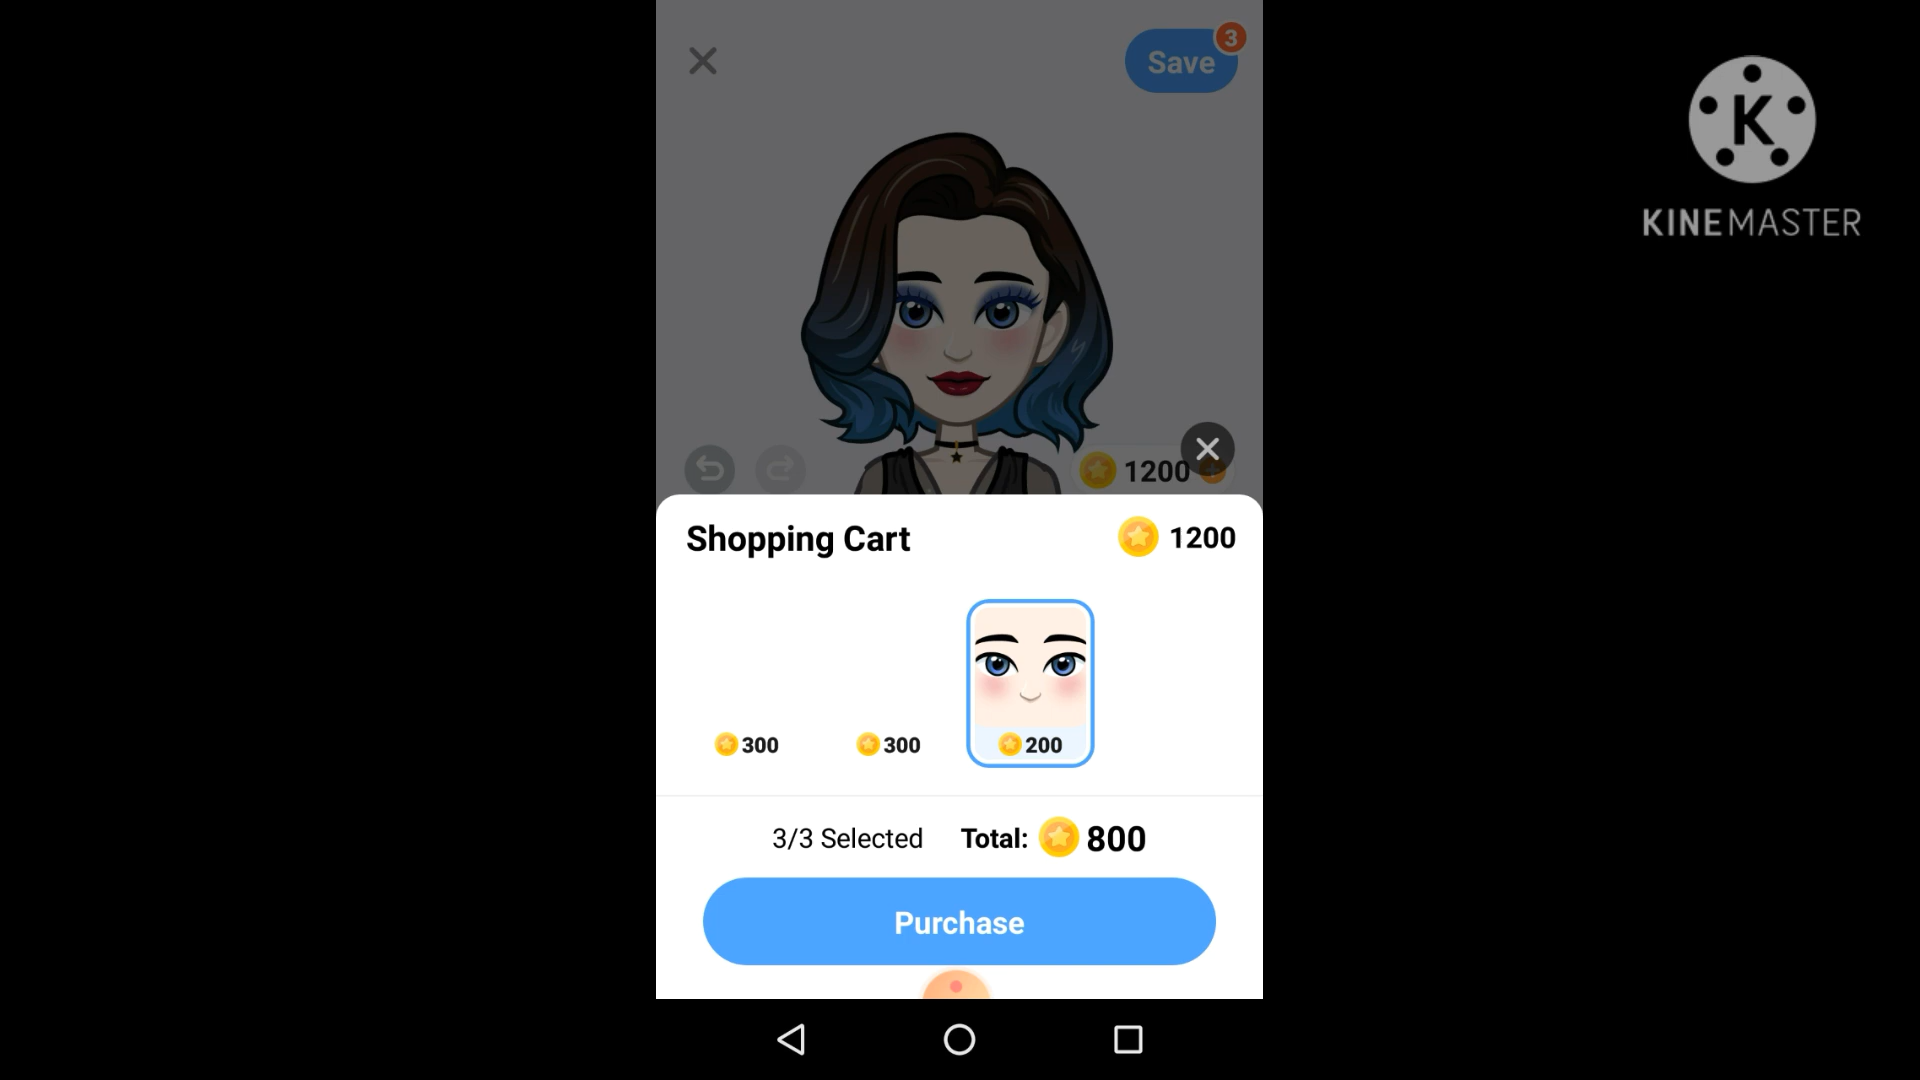 Save
3
K
KINEMASTER
1200
Shopping Cart
1200
300
300
200
3/3 Selected
Total: 800
Purchase